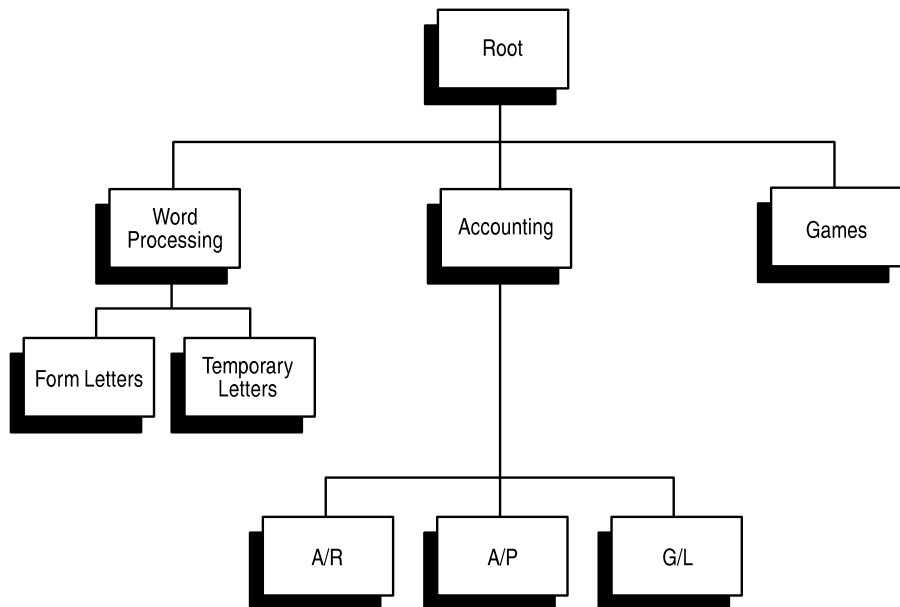 Root
Word
Processing
Accounting
Games
Form Letters
Temporary
Letters
A/R
A/P
G/L